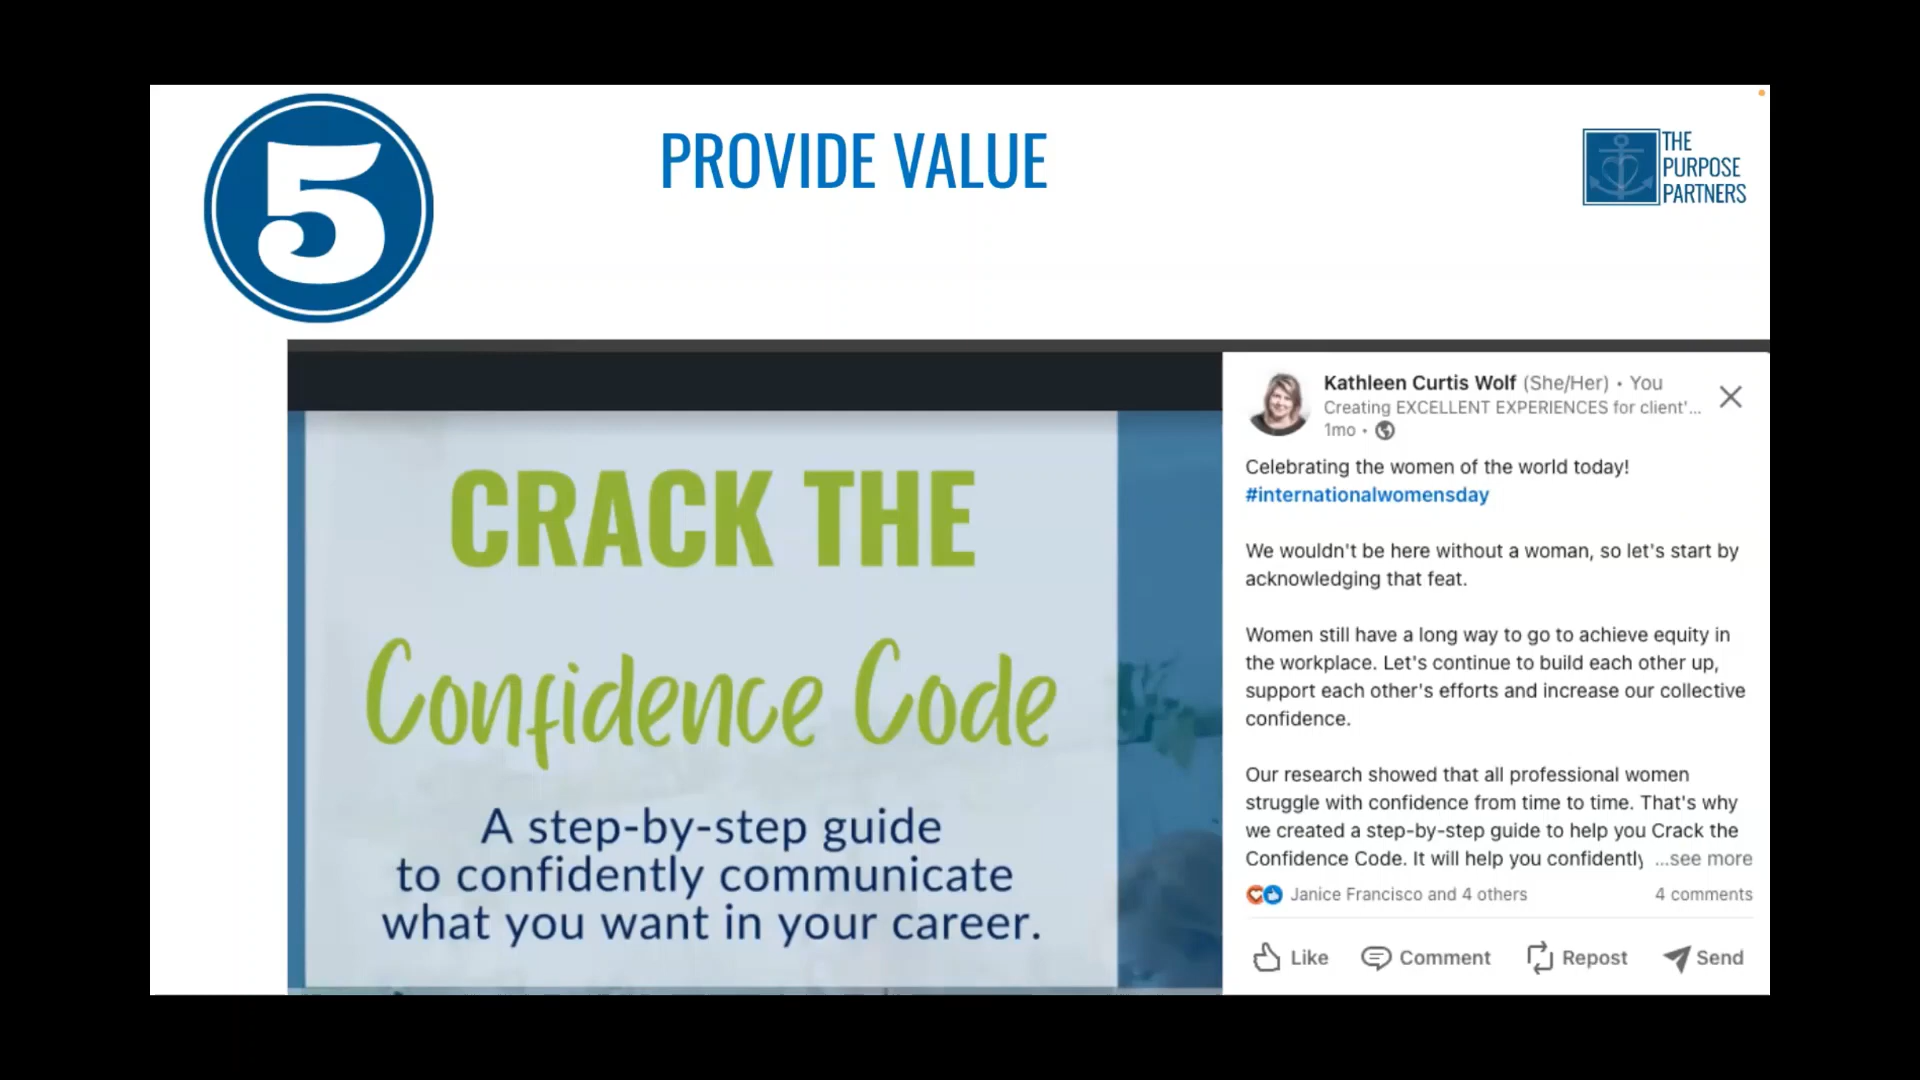 5
PROVIDE VALUE
THE
PURPOSE
PARTNERS
CRACK THE
Confidence Code
A step-by-step guide
to confidently communicate
what you want in your career.
Kathleen Curtis Wolf (She/Her) • You
Creating EXCELLENT EXPERIENCES for client'...
1mo •
Celebrating the women of the world today!
#internationalwomensday
We wouldn't be here without a woman, so let's start by
acknowledging that feat.
Women still have a long way to go to achieve equity in
the workplace. Let's continue to build each other up,
support each other's efforts and increase our collective
confidence.
Our research showed that all professional women
struggle with confidence from time to time. That's why
we created a step-by-step guide to help you Crack the
Confidence Code. It will help you confidently ...see more
Janice Francisco and 4 others 4 comments
Like Comment Repost Send